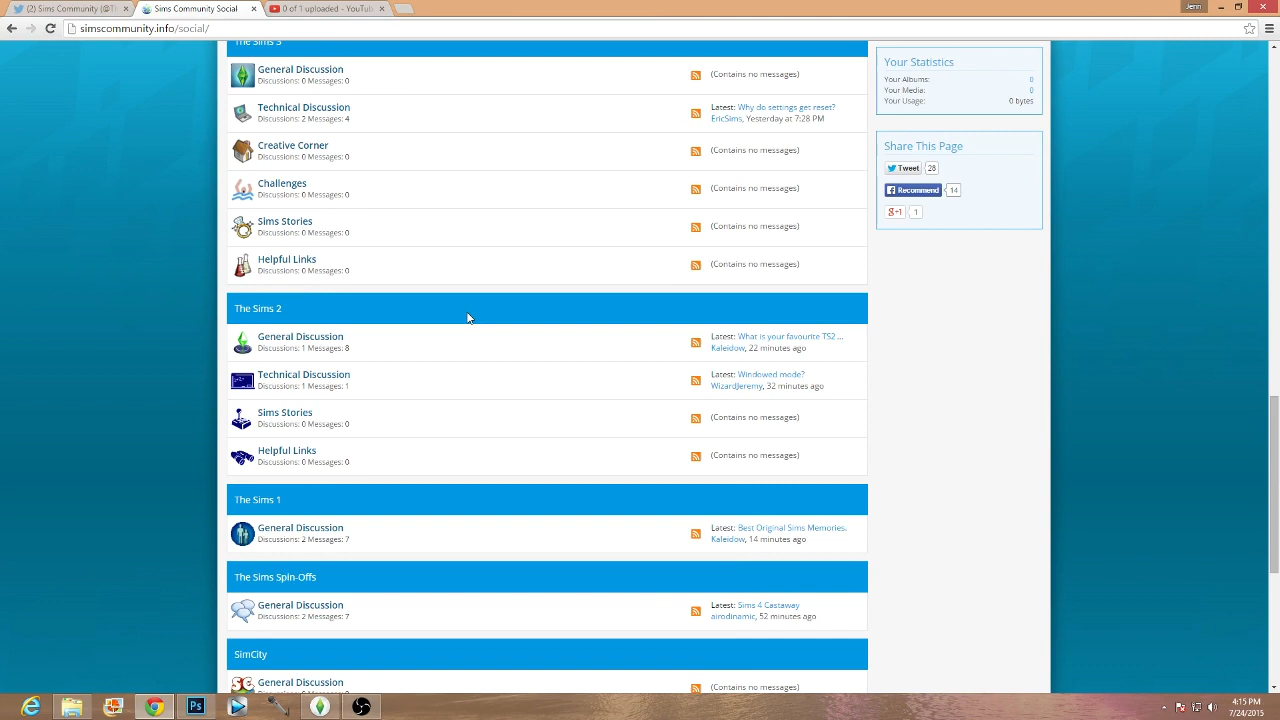 (2) Sims Community (@Th
Sims Community Social
0 of 1 uploaded - YouTube
Jenn
simscommunity.info/social/
The Sims 3
General Discussion
Discussions: 0 Messages: 0
(Contains no messages)
Technical Discussion
Discussions: 2 Messages: 4
Latest: Why do settings get reset?
EricSims, Yesterday at 7:28 PM
Creative Corner
Discussions: 0 Messages: 0
(Contains no messages)
Challenges
Discussions: 0 Messages: 0
(Contains no messages)
Sims Stories
Discussions: 0 Messages: 0
(Contains no messages)
Helpful Links
Discussions: 0 Messages: 0
(Contains no messages)
The Sims 2
General Discussion
Discussions: 1 Messages: 8
Latest: What is your favourite TS2 ...
Kaleidow, 22 minutes ago
Technical Discussion
Discussions: 1 Messages: 1
Latest: Windowed mode?
WizardJeremy, 32 minutes ago
Sims Stories
Discussions: 0 Messages: 0
(Contains no messages)
Helpful Links
Discussions: 0 Messages: 0
(Contains no messages)
The Sims 1
General Discussion
Discussions: 2 Messages: 7
Latest: Best Original Sims Memories.
Kaleidow, 14 minutes ago
The Sims Spin-Offs
General Discussion
Discussions: 2 Messages: 7
Latest: Sims 4 Castaway
airodinamic, 52 minutes ago
SimCity
General Discussion
(Contains no messages)
Your Statistics
Your Albums: 0
Your Media: 0
Your Usage: 0 bytes
Share This Page
Tweet 28
Recommend 14
g+1 1
Ps
4:15 PM
7/24/2015